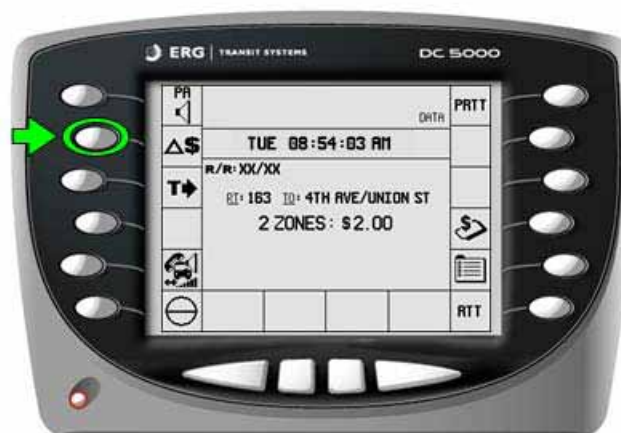 ERG TRANSIT SYSTEMS DC 5000
PA DATA PRTT
△$ TUE 08:54:03 AM
R/R: XX/XX
T RT: 163 TO: 4TH AVE/UNION ST
2 ZONES: $2.00 $
RTT